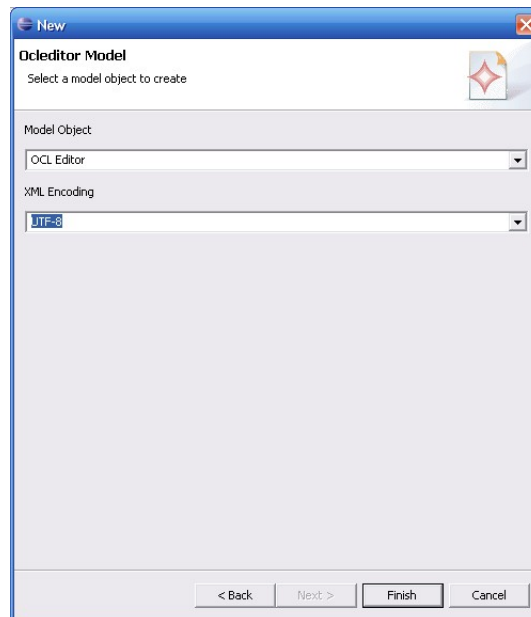 New
Ocleditor Model
Select a model object to create
Model Object
OCL Editor
XML Encoding
UTF-8
< Back Next > Finish Cancel